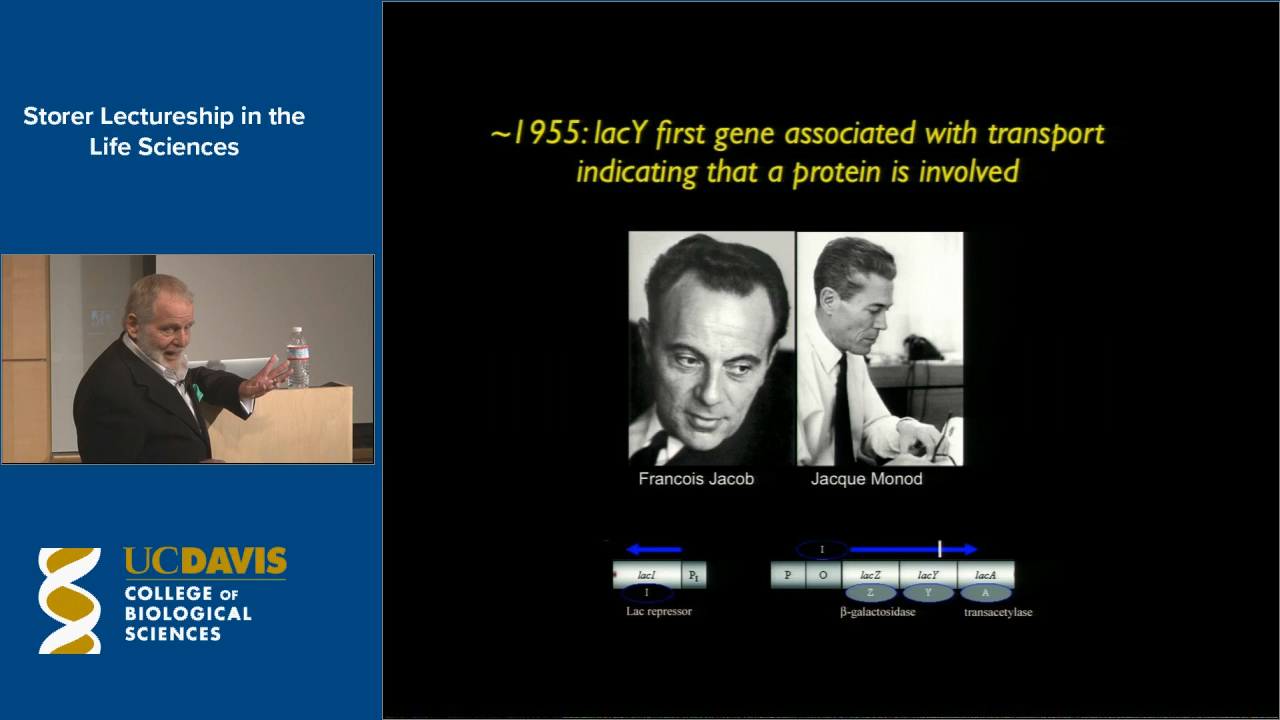 Storer Lectureship in the
Life Sciences
~1955: lacY first gene associated with transport
indicating that a protein is involved
Francois Jacob
Jacque Monod
I
lacI
PI
P
O
lacZ
lacY
lacA
I
Z
Y
A
Lac repressor
β-galactosidase
transacetylase
UCDAVIS
COLLEGE OF
BIOLOGICAL
SCIENCES